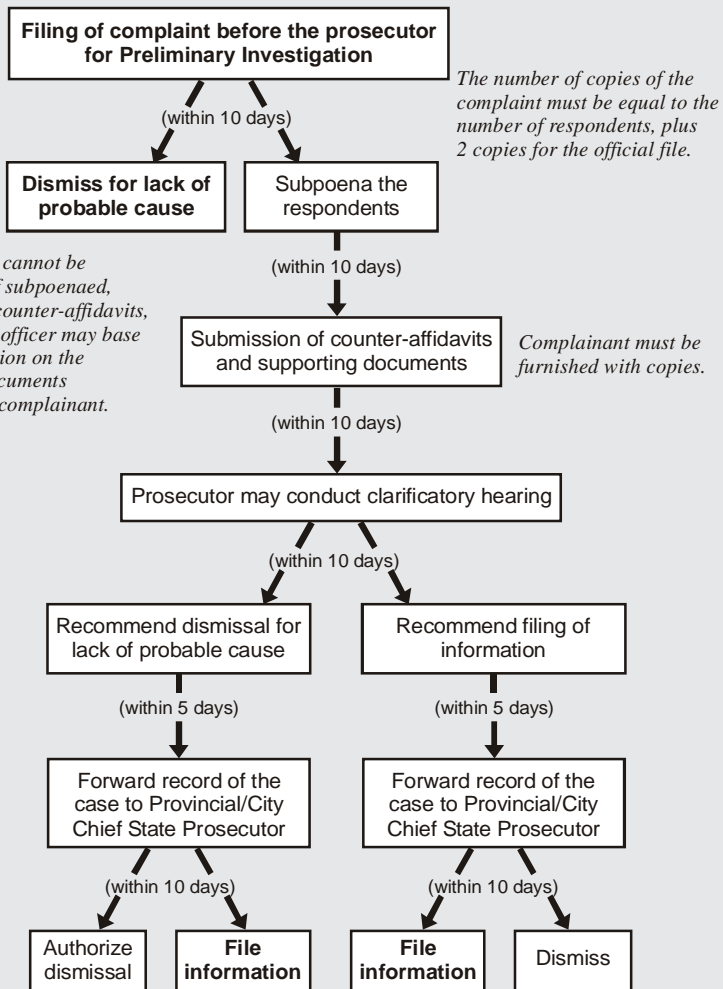 Filing of complaint before the prosecutor
for Preliminary Investigation
The number of copies of the
complaint must be equal to the
number of respondents, plus
2 copies for the official file.
(within 10 days)
Dismiss for lack of
probable cause
Subpoena the
respondents
(within 10 days)
cannot be
subpoenaed,
counter-affidavits,
officer may base
on the
complainant.
Submission of counter-affidavits
and supporting documents
Complainant must be
furnished with copies.
(within 10 days)
Prosecutor may conduct clarificatory hearing
(within 10 days)
Recommend dismissal for
lack of probable cause
Recommend filing of
information
(within 5 days)
(within 5 days)
Forward record of the
case to Provincial/City
Chief State Prosecutor
Forward record of the
case to Provincial/City
Chief State Prosecutor
(within 10 days)
(within 10 days)
Authorize
dismissal
File
information
File
information
Dismiss